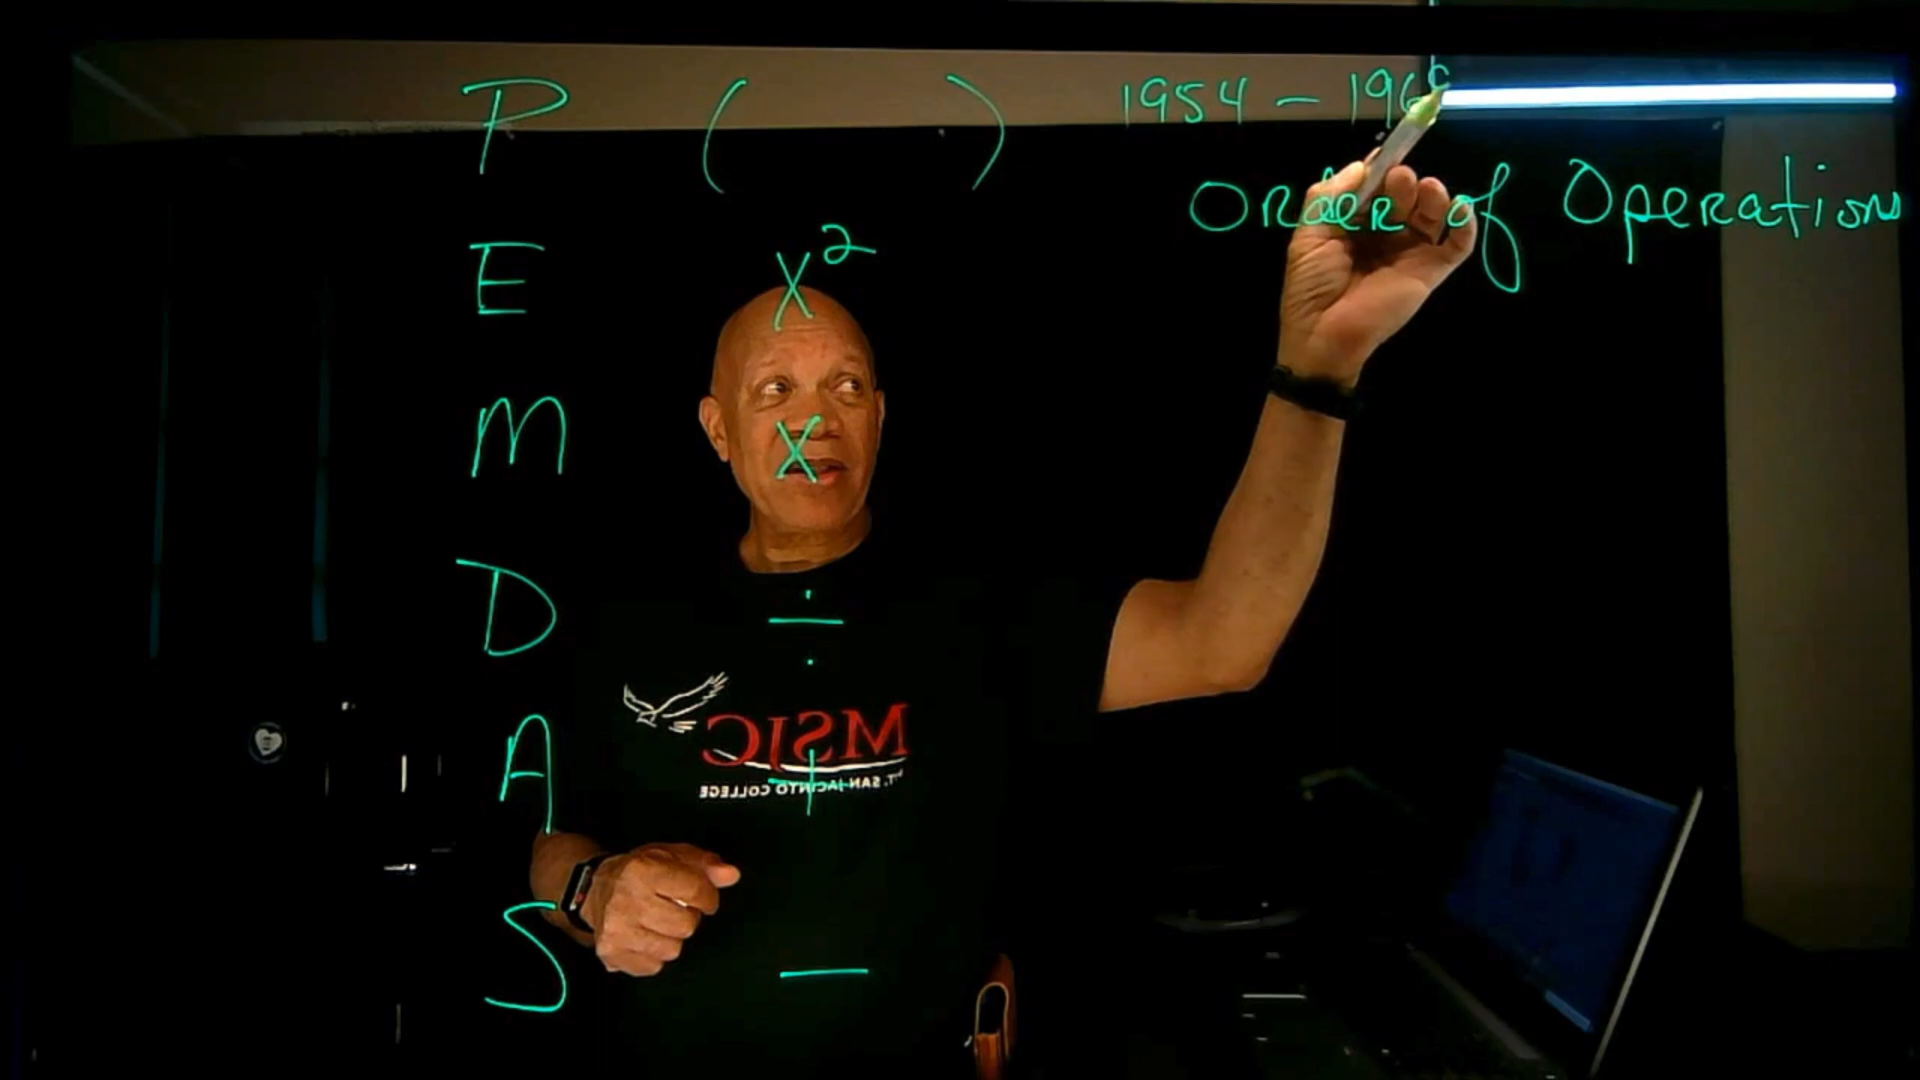 P ( ) 1954 - 196
Order of Operations
E x²
M x
D ÷
A +
S -
MSJC
MT. SAN JACINTO COLLEGE